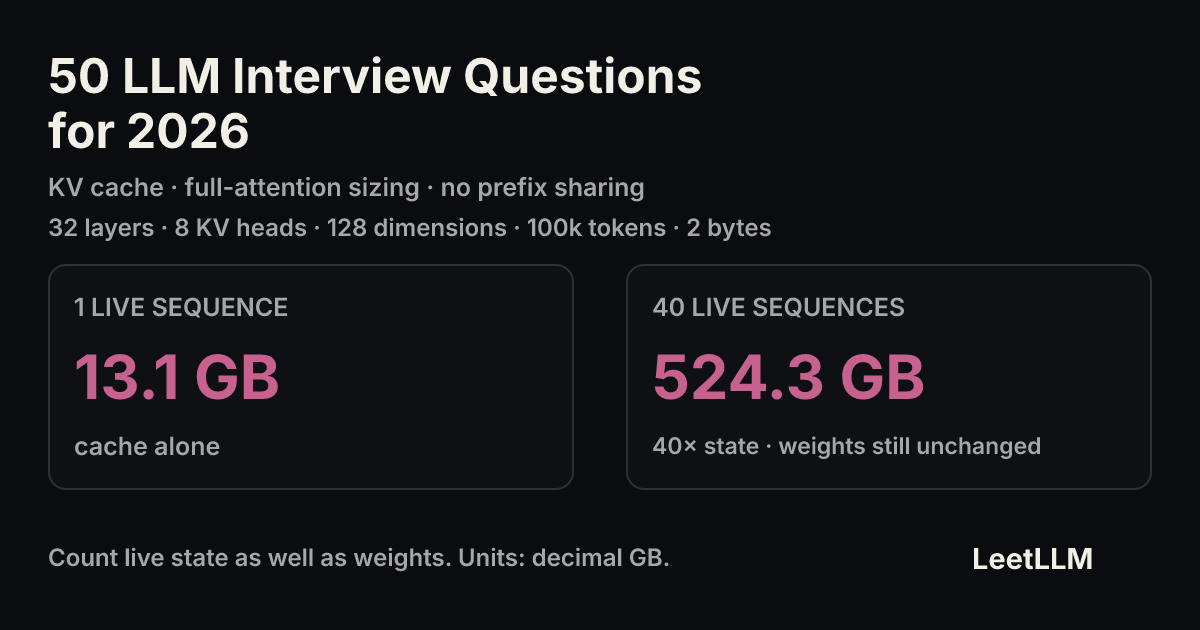 50 LLM Interview Questions
for 2026
KV cache · full-attention sizing · no prefix sharing
32 layers · 8 KV heads · 128 dimensions · 100k tokens · 2 bytes
1 LIVE SEQUENCE
13.1 GB
cache alone
40 LIVE SEQUENCES
524.3 GB
40× state · weights still unchanged
Count live state as well as weights. Units: decimal GB.
LeetLLM